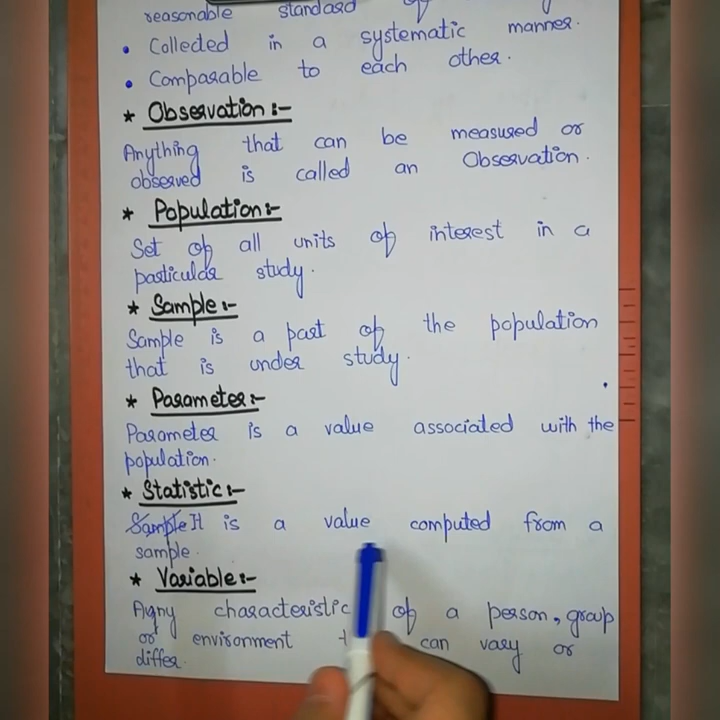 reasonable standard of
• Collected in a systematic manner.
• Comparable to each other.
* Observation :-
Anything that can be measured or
observed is called an Observation.
* Population :-
Set of all units of interest in a
particular study.
* Sample :-
Sample is a part of the population
that is under study.
* Parameter :-
Parameter is a value associated with the
population.
* Statistic :-
Sample It is a value computed from a
sample.
* Variable :-
Any characteristic of a person, group
or environment can vary or
differ.